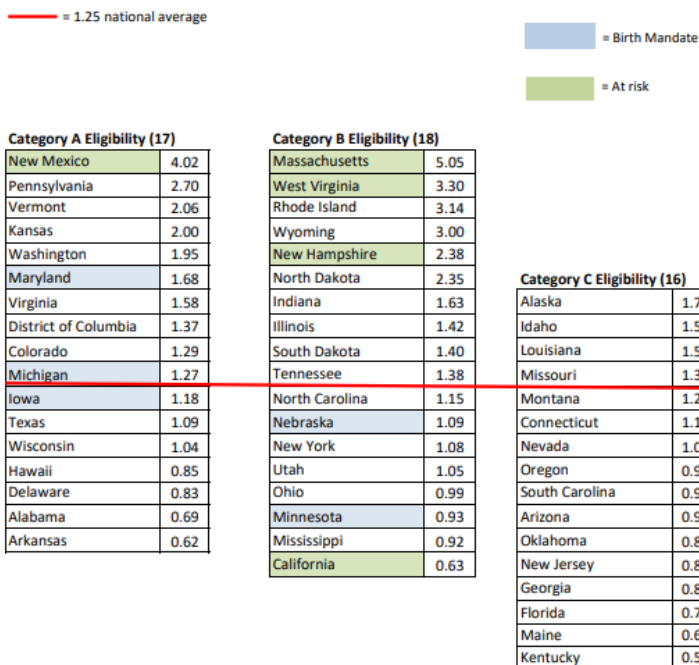 = 1.25 national average
= Birth Mandate
= At risk
Category A Eligibility (17)
New Mexico 4.02
Pennsylvania 2.70
Vermont 2.06
Kansas 2.00
Washington 1.95
Maryland 1.68
Virginia 1.58
District of Columbia 1.37
Colorado 1.29
Michigan 1.27
Iowa 1.18
Texas 1.09
Wisconsin 1.04
Hawaii 0.85
Delaware 0.83
Alabama 0.69
Arkansas 0.62
Category B Eligibility (18)
Massachusetts 5.05
West Virginia 3.30
Rhode Island 3.14
Wyoming 3.00
New Hampshire 2.38
North Dakota 2.35
Indiana 1.63
Illinois 1.42
South Dakota 1.40
Tennessee 1.38
North Carolina 1.15
Nebraska 1.09
New York 1.08
Utah 1.05
Ohio 0.99
Minnesota 0.93
Mississippi 0.92
California 0.63
Category C Eligibility (16)
Alaska
Idaho
Louisiana
Missouri
Montana
Connecticut
Nevada
Oregon
South Carolina
Arizona
Oklahoma
New Jersey
Georgia
Florida
Maine
Kentucky